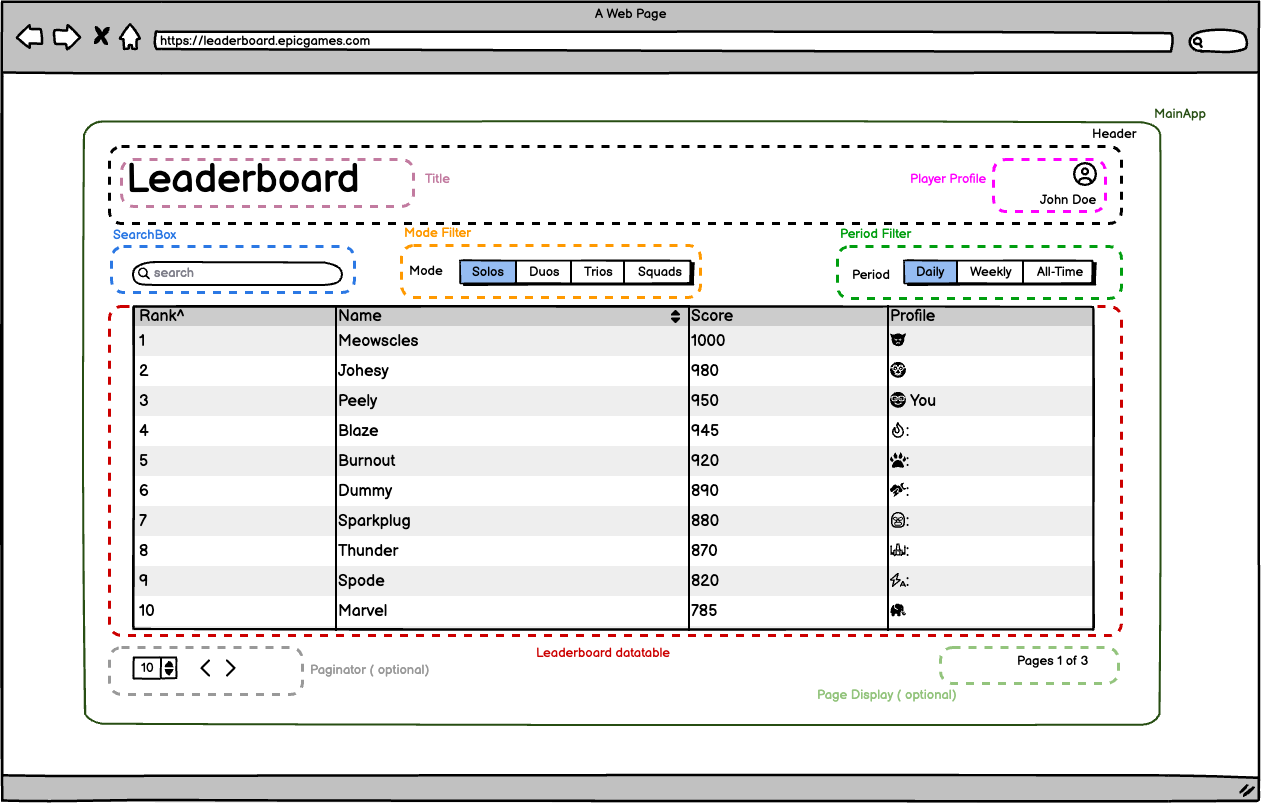 A Web Page
https://leaderboard.epicgames.com
MainApp
Header
Leaderboard
Title
Player Profile
John Doe
SearchBox
Mode Filter
Period Filter
search
Mode Solos Duos Trios Squads
Period Daily Weekly All-Time
Rank^ Name Score Profile
1 Meowscles 1000
2 Johesy 980
3 Peely 950 You
4 Blaze 945 :
5 Burnout 920 :
6 Dummy 890 :
7 Sparkplug 880 :
8 Thunder 870 :
9 Spode 820 A:
10 Marvel 785
Leaderboard datatable
10 < > Paginator ( optional)
Pages 1 of 3
Page Display ( optional)